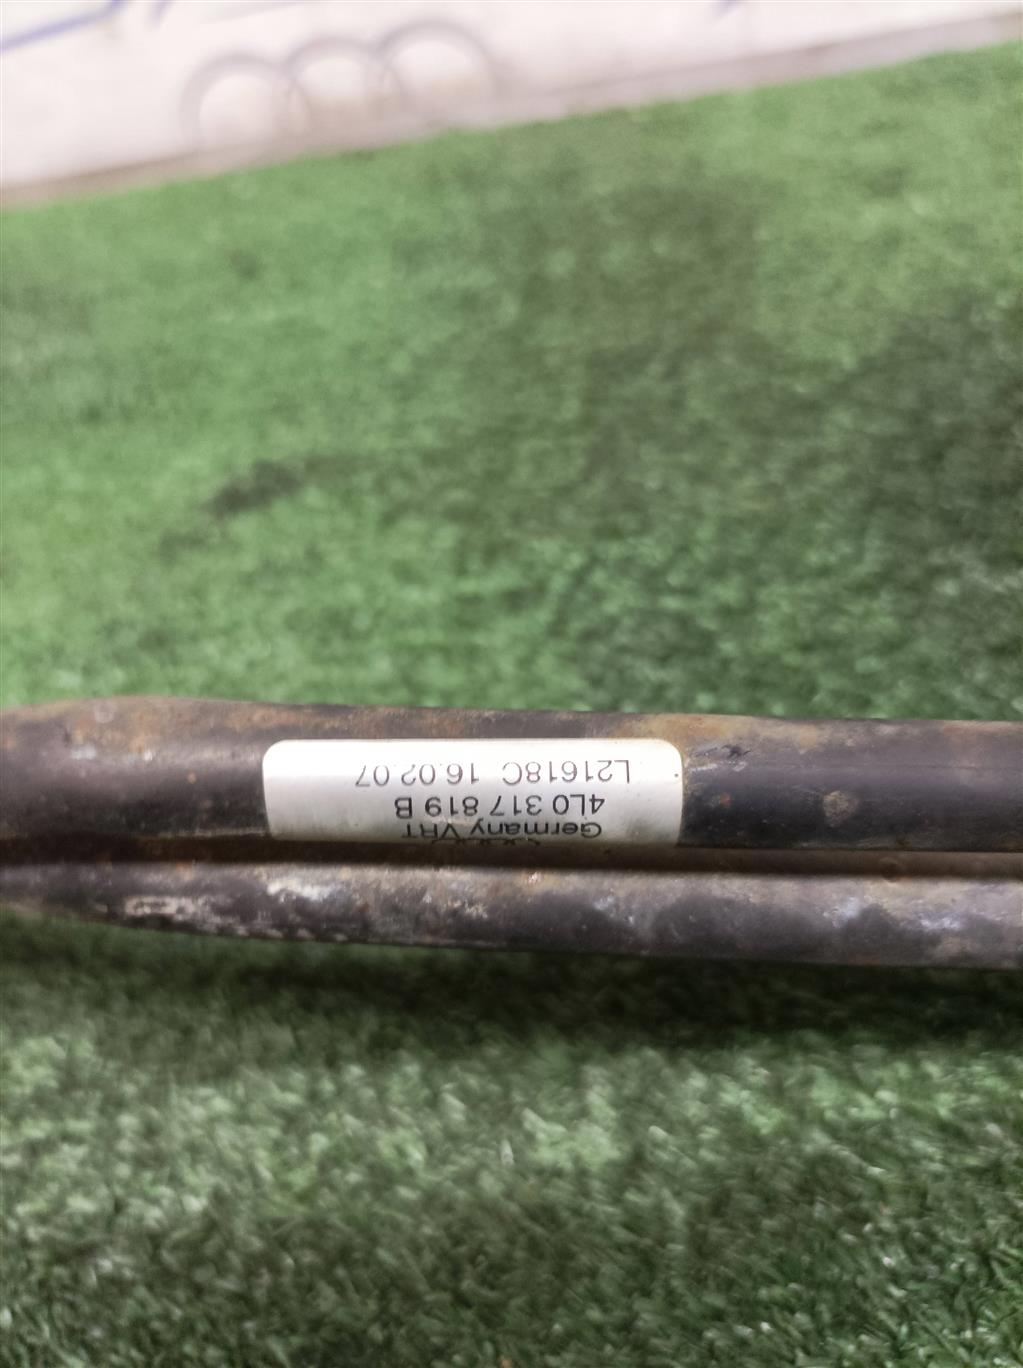 Germany VRT
4L0 317 819 B
L21618C 16.02.07